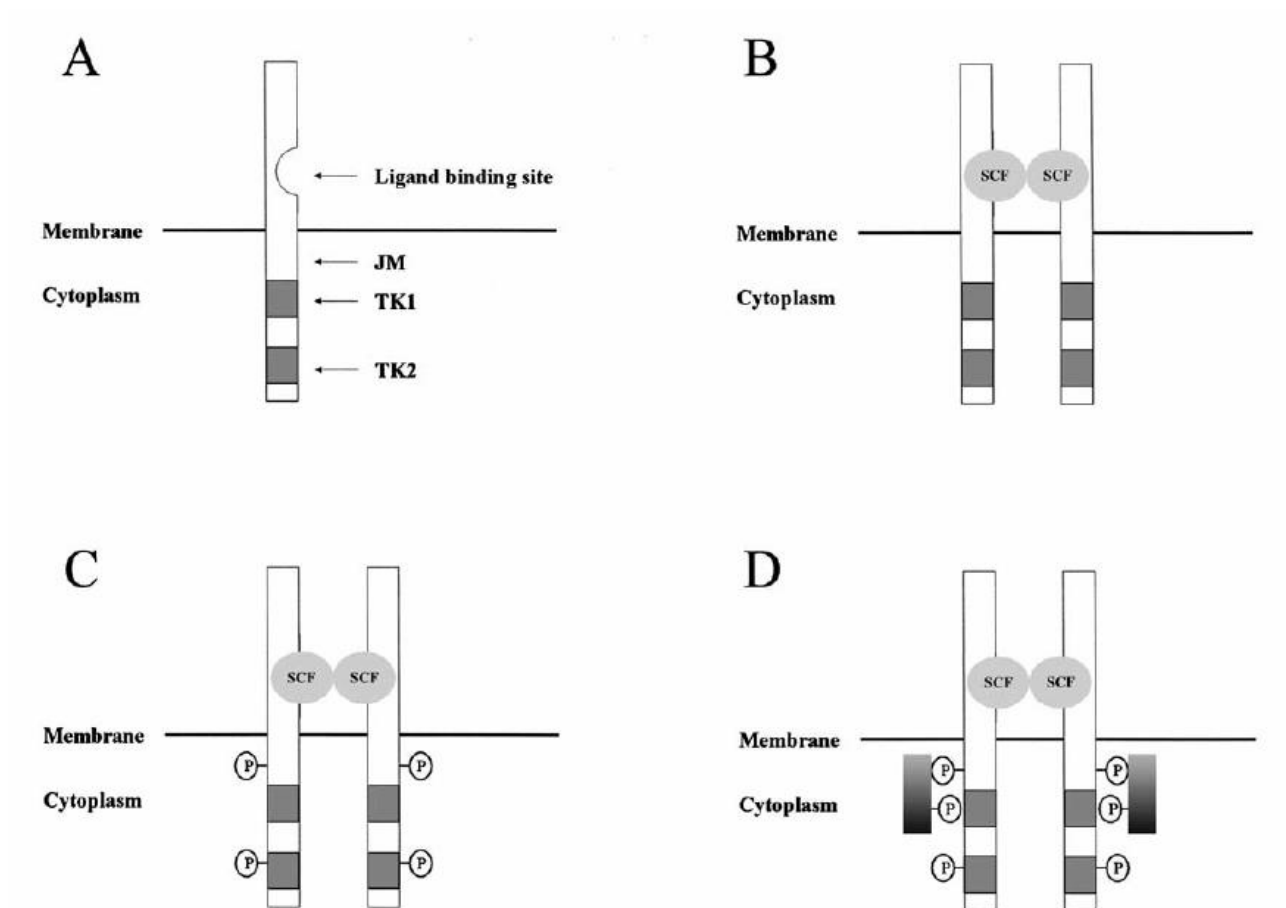 A
Ligand binding site
Membrane
JM
Cytoplasm
TK1
TK2
B
SCF SCF
Membrane
Cytoplasm
C
SCF SCF
Membrane
P P
Cytoplasm
P P
D
SCF SCF
Membrane
P P
Cytoplasm
P P
P P